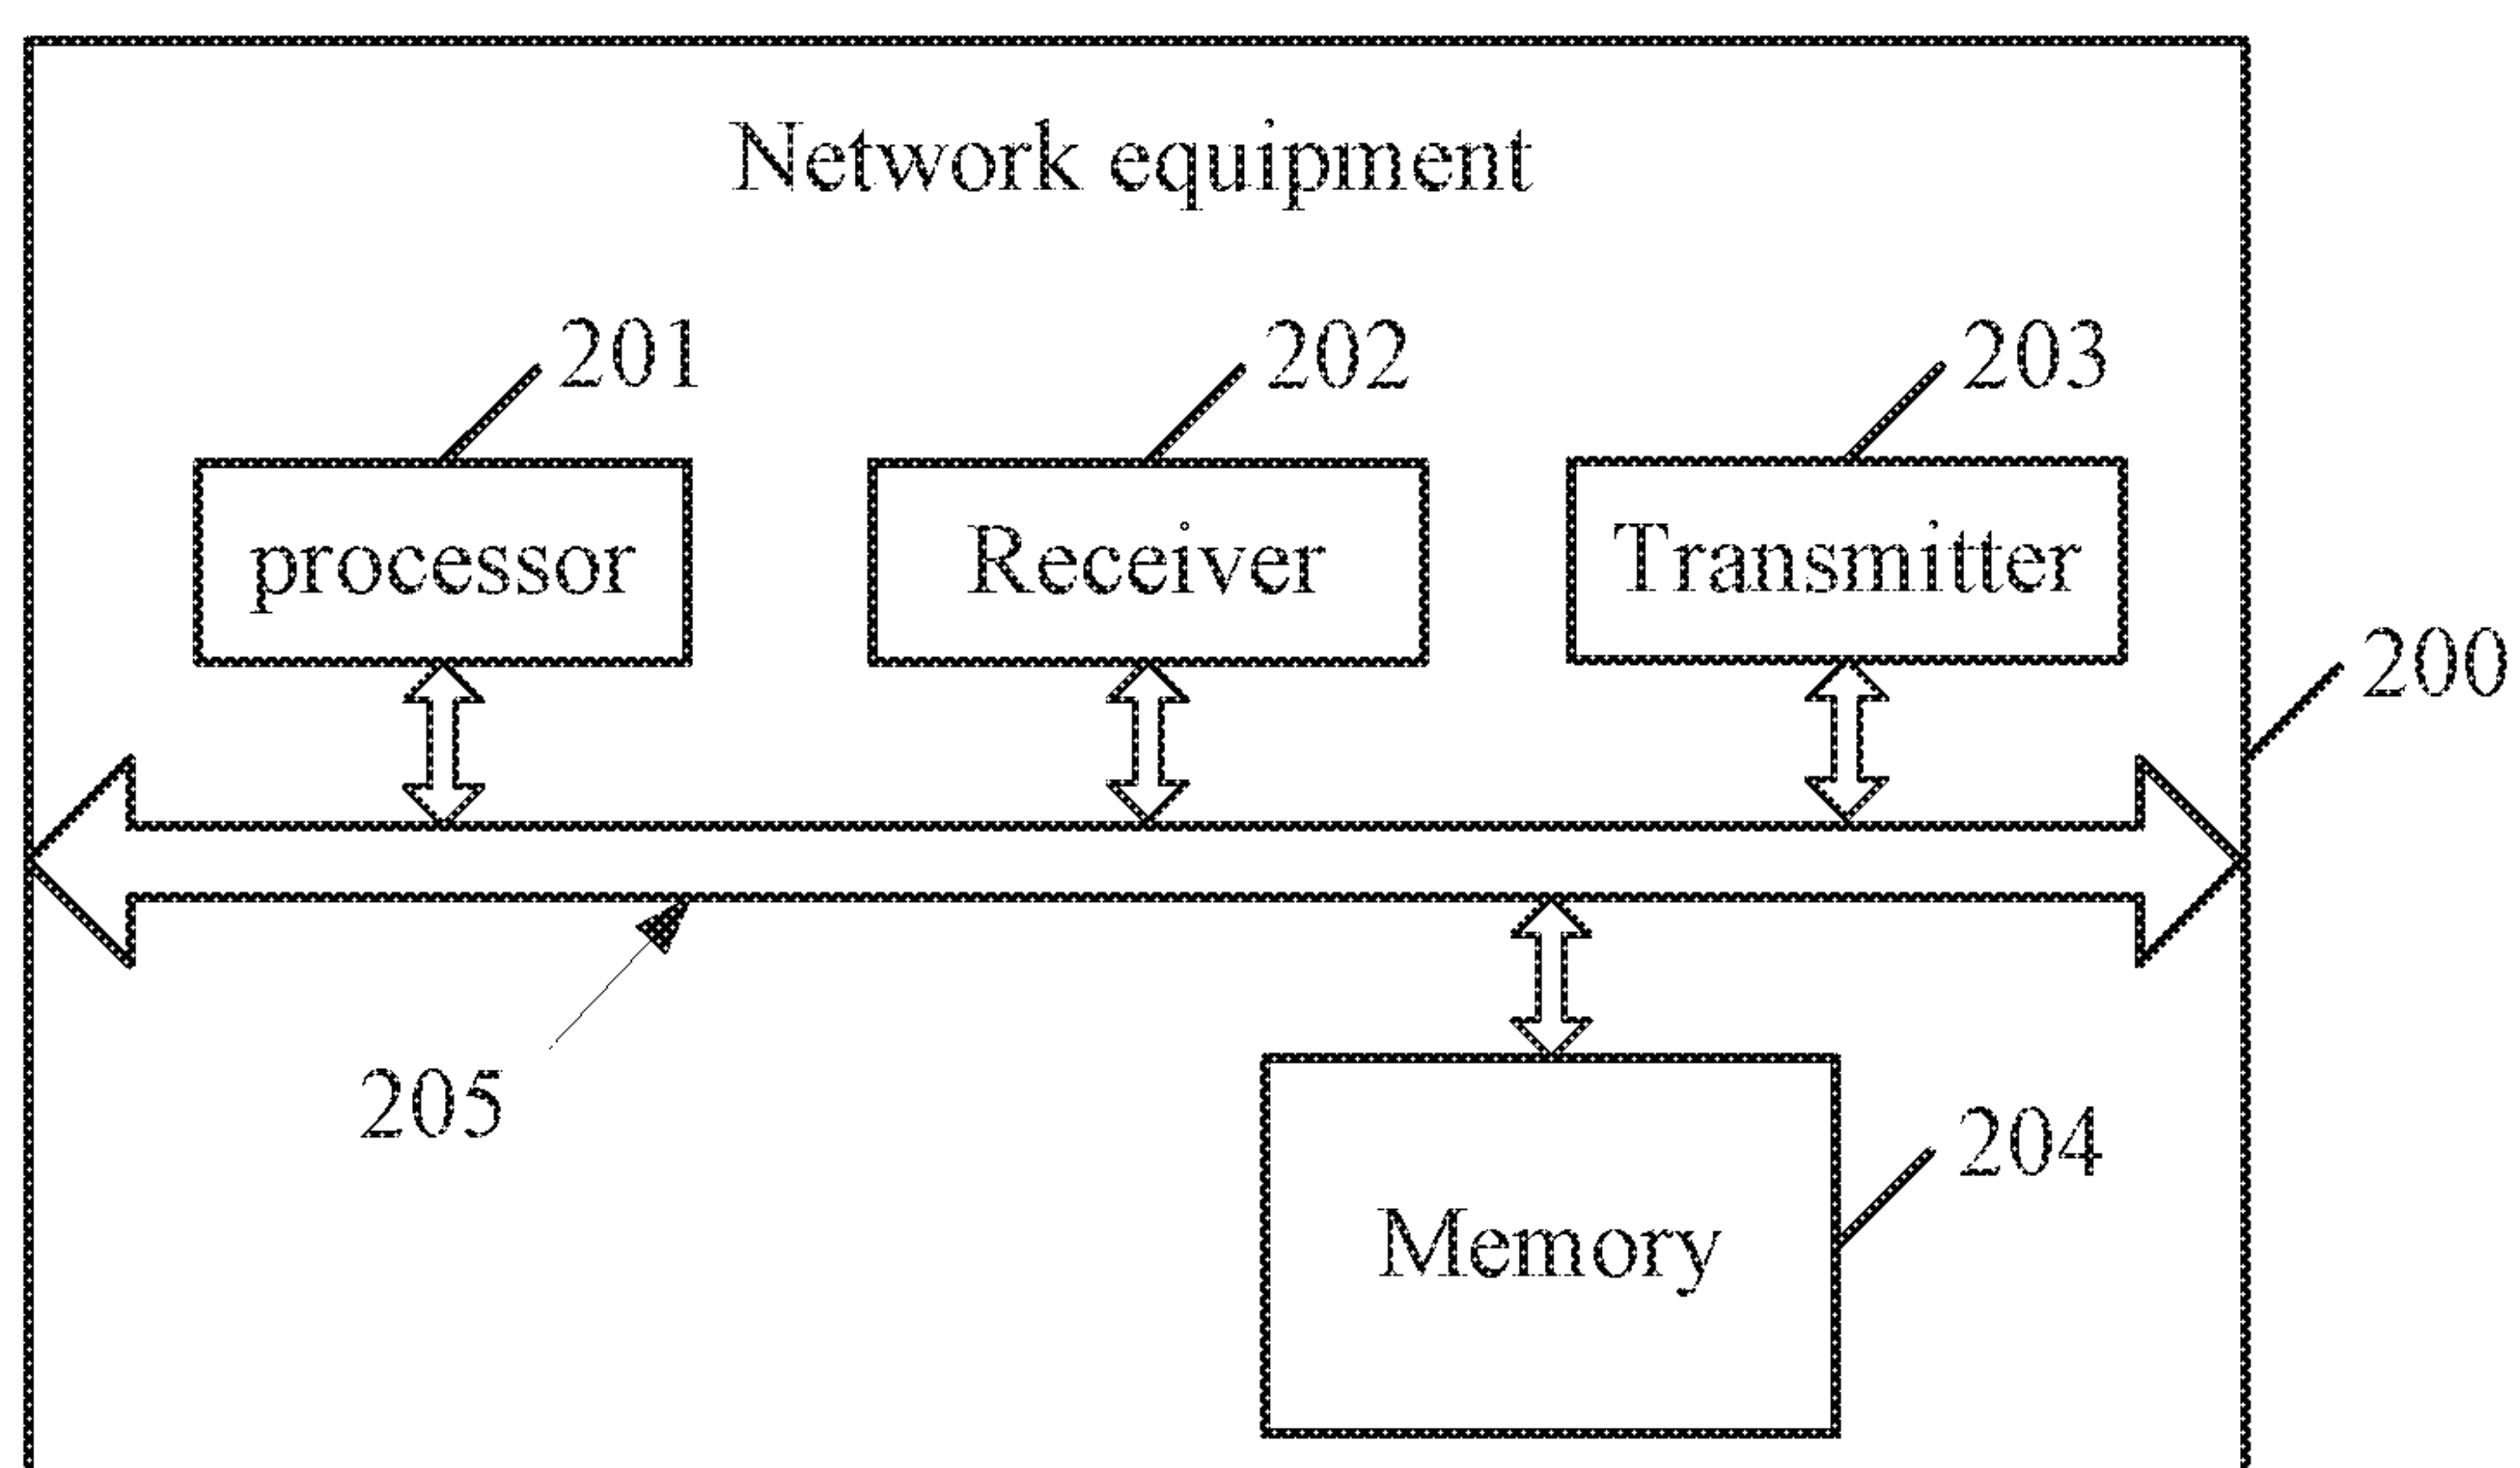 Network equipment
201
202
203
processor
Receiver
Transmitter
200
205
204
Memory